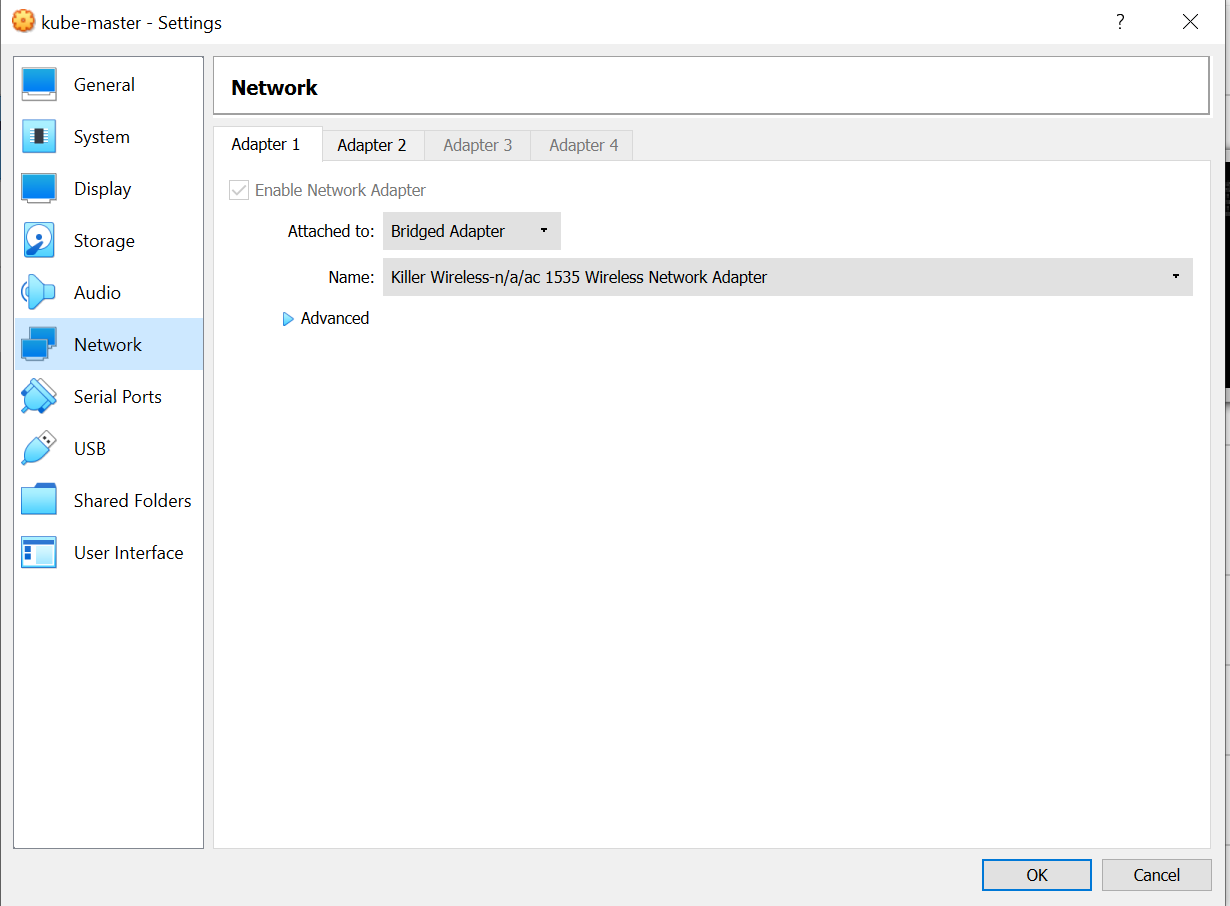 kube-master - Settings
?
General
System
Display
Storage
Audio
Network
Serial Ports
USB
Shared Folders
User Interface
Network
Adapter 1 Adapter 2 Adapter 3 Adapter 4
Enable Network Adapter
Attached to: Bridged Adapter
Name: Killer Wireless-n/a/ac 1535 Wireless Network Adapter
Advanced
OK Cancel